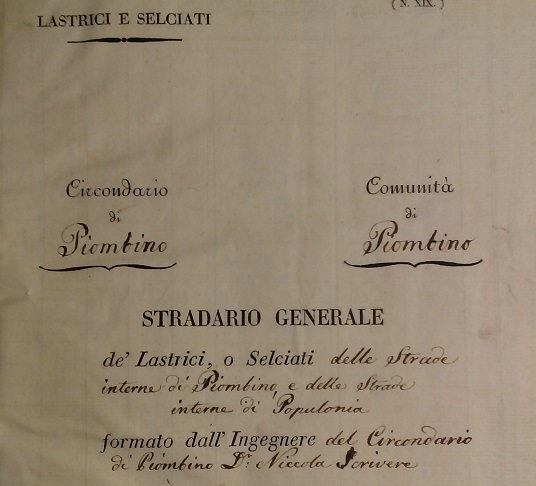 ( N. XIX. )
LASTRICI E SELCIATI
Circondario
di
Piombino
Comunità
di
Piombino
STRADARIO GENERALE
de' Lastrici, o Selciati delle Strade
interne di Piombino, e delle Strade
interne di Populonia
formato dall'Ingegnere del Circondario
di Piombino Dr: Niccola Scrivere